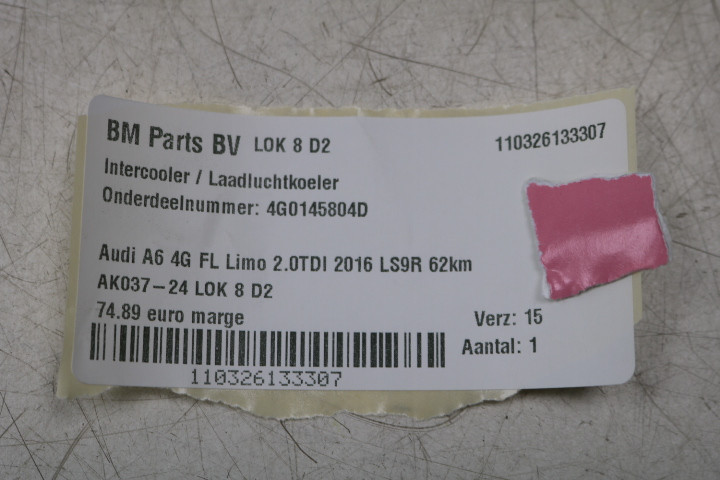 BM Parts BV LOK 8 D2 110326133307
Intercooler / Laadluchtkoeler
Onderdeelnummer: 4G0145804D
Audi A6 4G FL Limo 2.0TDI 2016 LS9R 62km
AK037-24 LOK 8 D2
74.89 euro marge Verz: 15
Aantal: 1
110326133307